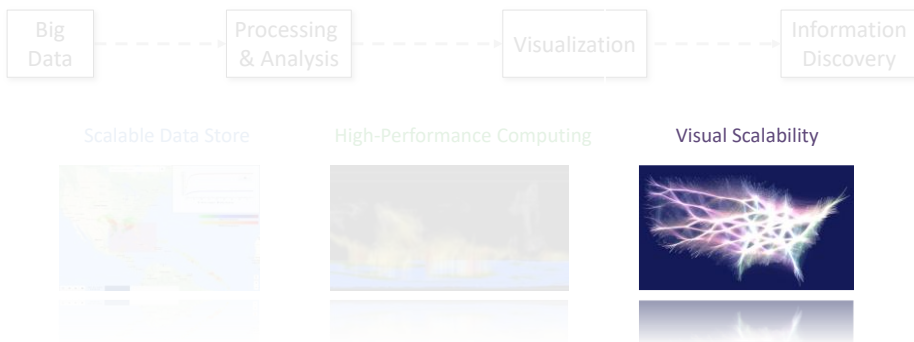 Big
Data
Processing
& Analysis
Visualization
Information
Discovery
Scalable Data Store
High-Performance Computing
Visual Scalability